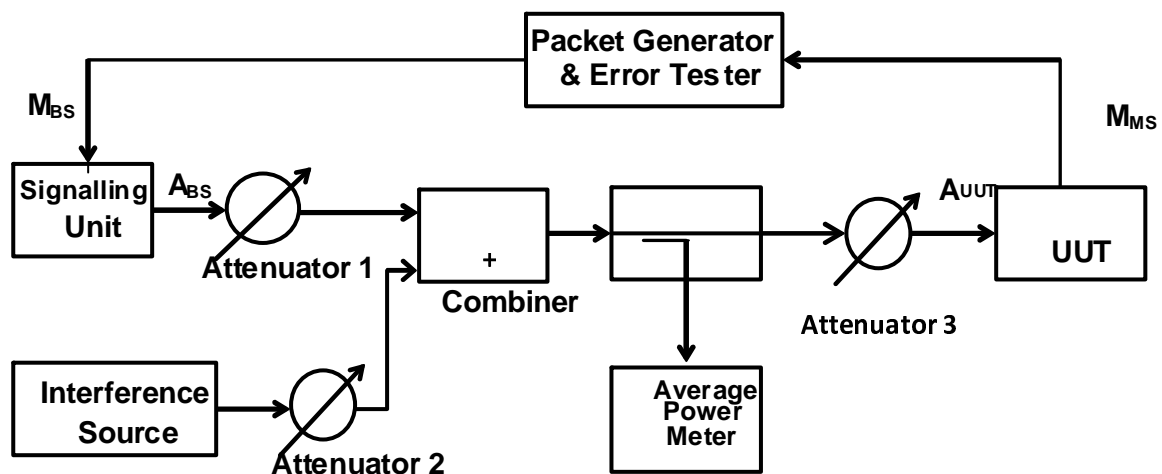 Packet Generator
& Error Tester
MBS
MMS
Signalling
Unit
ABS
Attenuator 1
+
Combiner
AUUT
UUT
Attenuator 3
Interference
Source
Attenuator 2
Average
Power
Meter